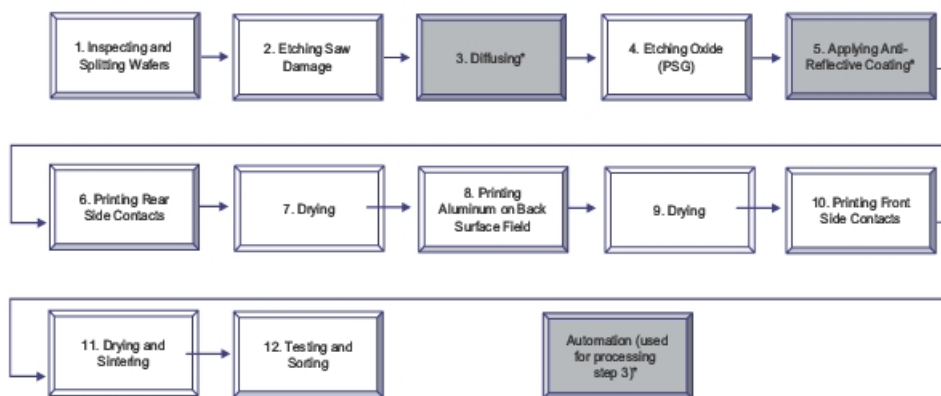 1. Inspecting and
Splitting Wafers
2. Etching Saw
Damage
3. Diffusing*
4. Etching Oxide
(PSG)
5. Applying Anti-
Reflective Coating*
6. Printing Rear
Side Contacts
7. Drying
8. Printing
Aluminum on Back
Surface Field
9. Drying
10. Printing Front
Side Contacts
11. Drying and
Sintering
12. Testing and
Sorting
Automation (used
for processing
step 3)*